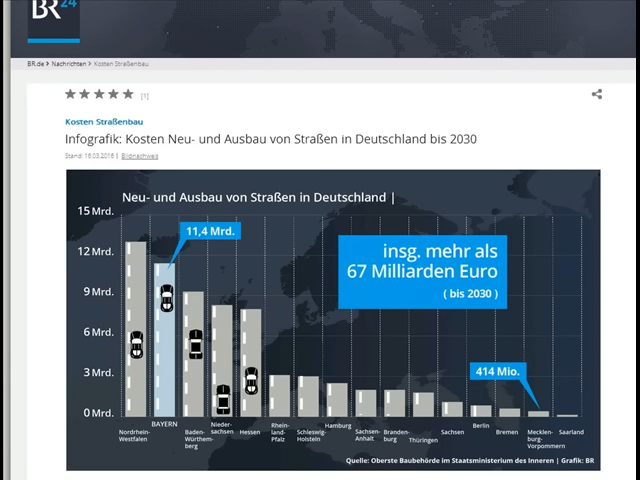 BR24
BR.de > Nachrichten > Kosten Straßenbau
[1]
Kosten Straßenbau
Infografik: Kosten Neu- und Ausbau von Straßen in Deutschland bis 2030
Stand: 16.03.2016 | Bildnachweis
Neu- und Ausbau von Straßen in Deutschland |
15 Mrd.
12 Mrd.
9 Mrd.
6 Mrd.
3 Mrd.
0 Mrd.
11,4 Mrd.
insg. mehr als
67 Milliarden Euro
( bis 2030 )
414 Mio.
Nordrhein-
Westfalen
BAYERN
Baden-
Württhem-
berg
Nieder-
sachsen
Hessen
Rhein-
land-
Pfalz
Schleswig-
Holstein
Hamburg
Sachsen-
Anhalt
Branden-
burg
Thüringen
Sachsen
Berlin
Bremen
Mecklen-
burg-
Vorpommern
Saarland
Quelle: Oberste Baubehörde im Staatsministerium des Inneren | Grafik: BR